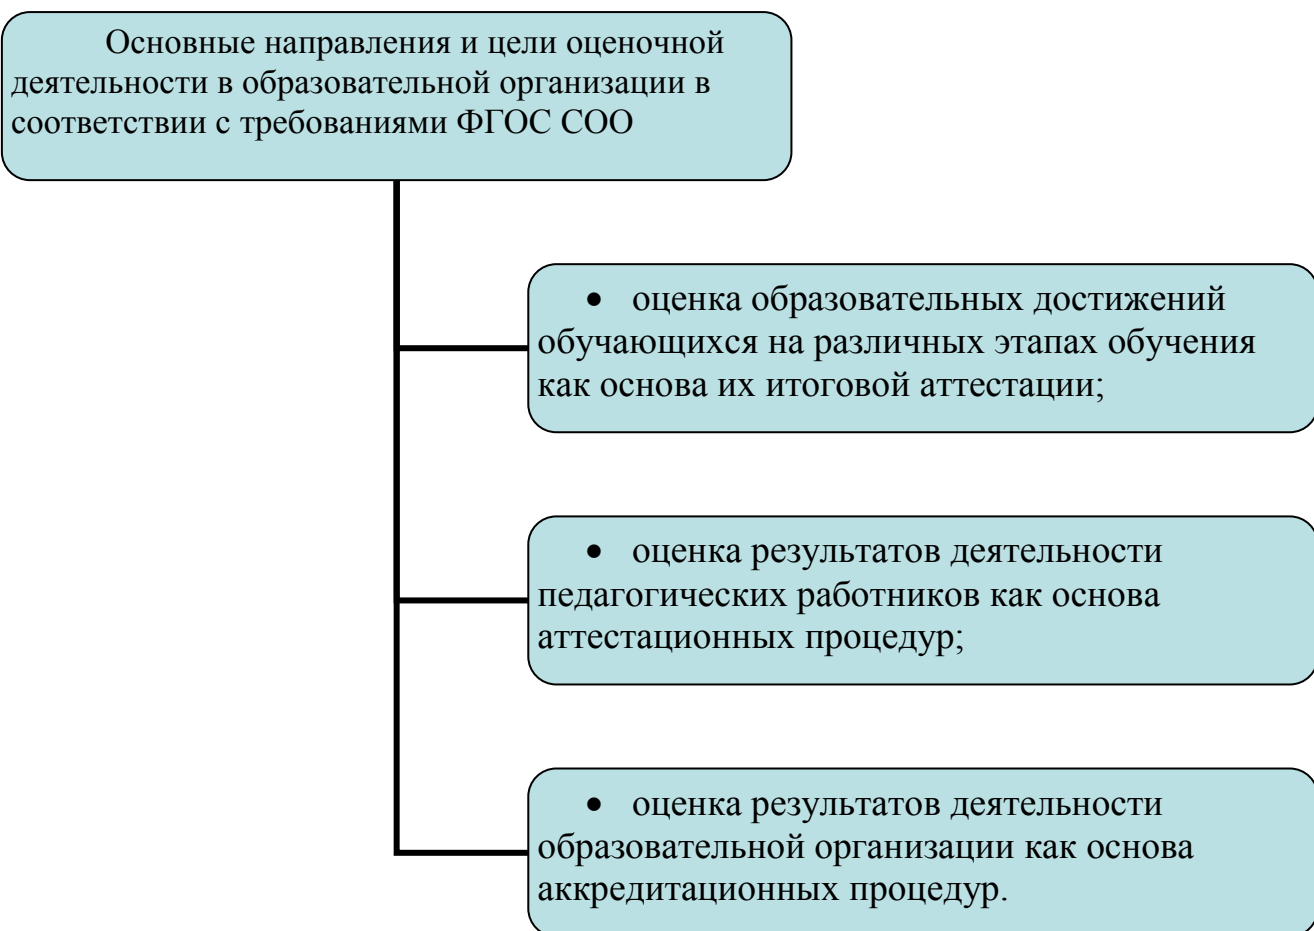 Основные направления и цели оценочной
деятельности в образовательной организации в
соответствии с требованиями ФГОС СОО
• оценка образовательных достижений
обучающихся на различных этапах обучения
как основа их итоговой аттестации;
• оценка результатов деятельности
педагогических работников как основа
аттестационных процедур;
• оценка результатов деятельности
образовательной организации как основа
аккредитационных процедур.